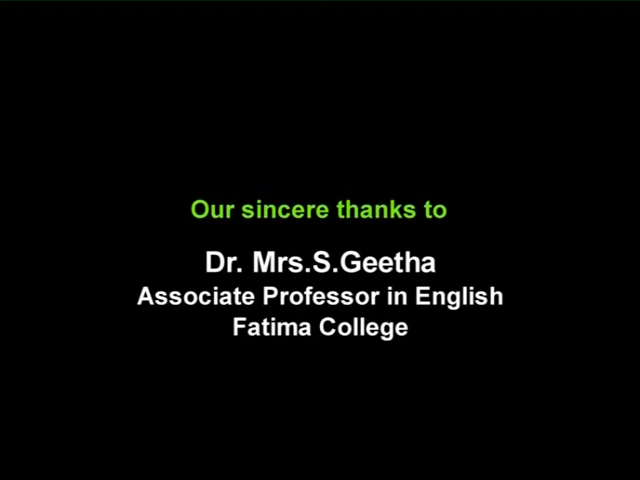 Our sincere thanks to
Dr. Mrs.S.Geetha
Associate Professor in English
Fatima College